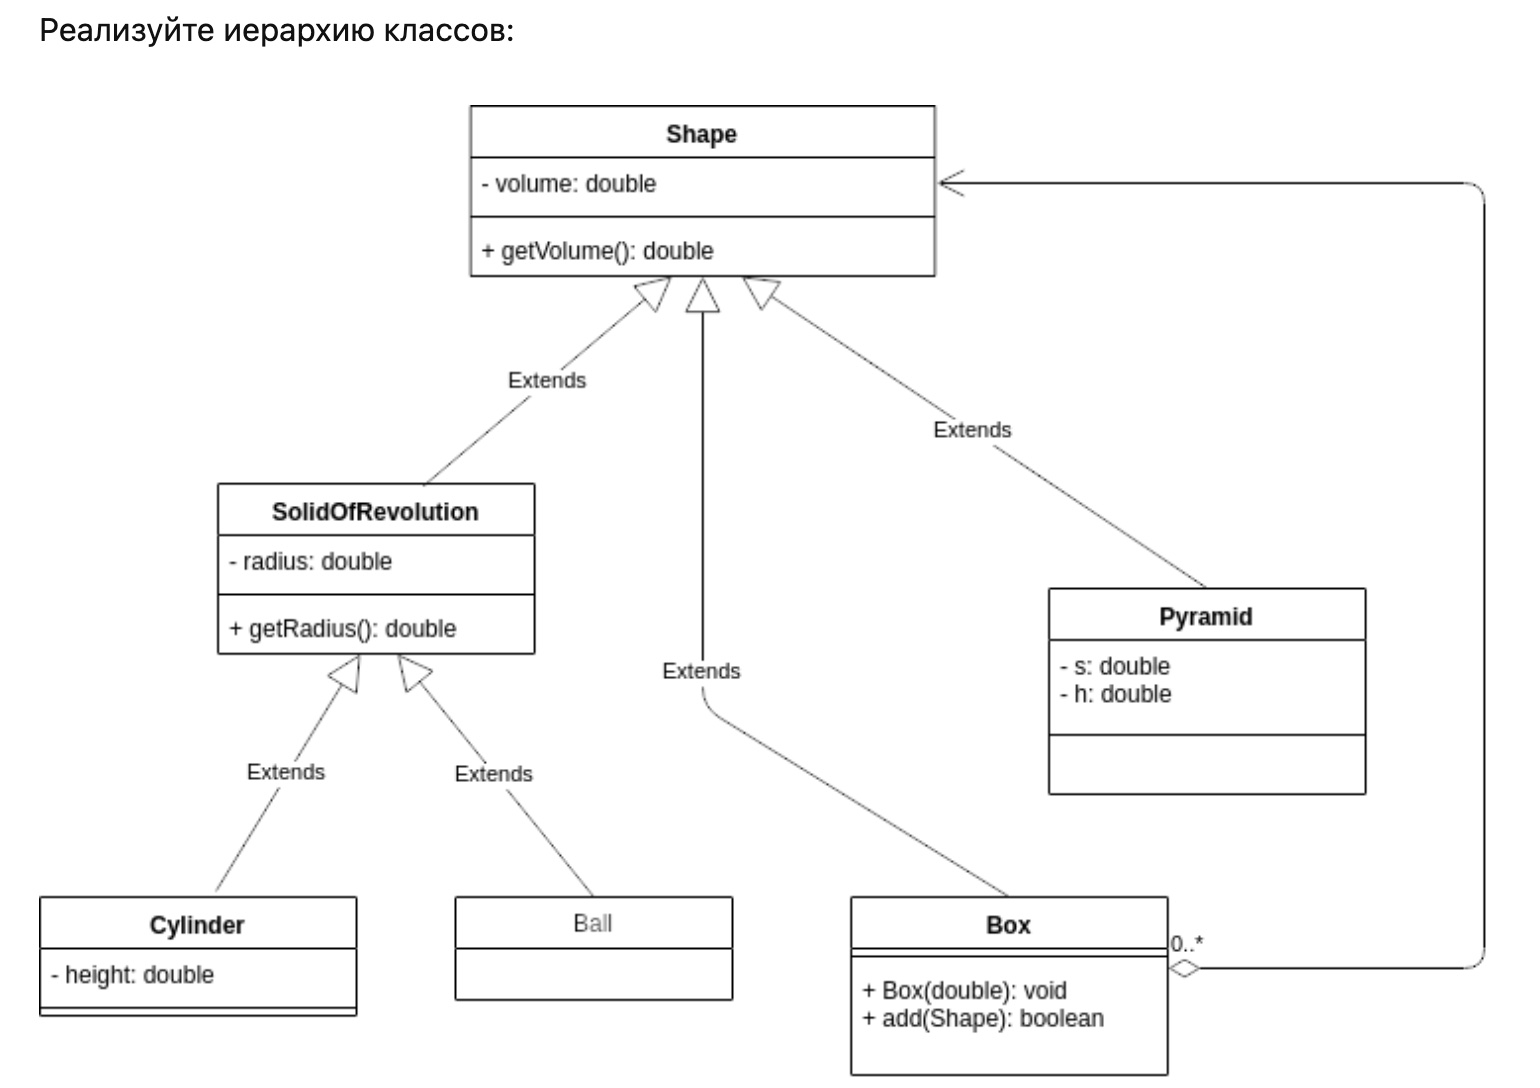 Реализуйте иерархию классов:
Shape
- volume: double
+ getVolume(): double
Extends
Extends
SolidOfRevolution
- radius: double
+ getRadius(): double
Pyramid
- s: double
- h: double
Extends
Extends
Extends
Cylinder
- height: double
Ball
Box
0..*
+ Box(double): void
+ add(Shape): boolean